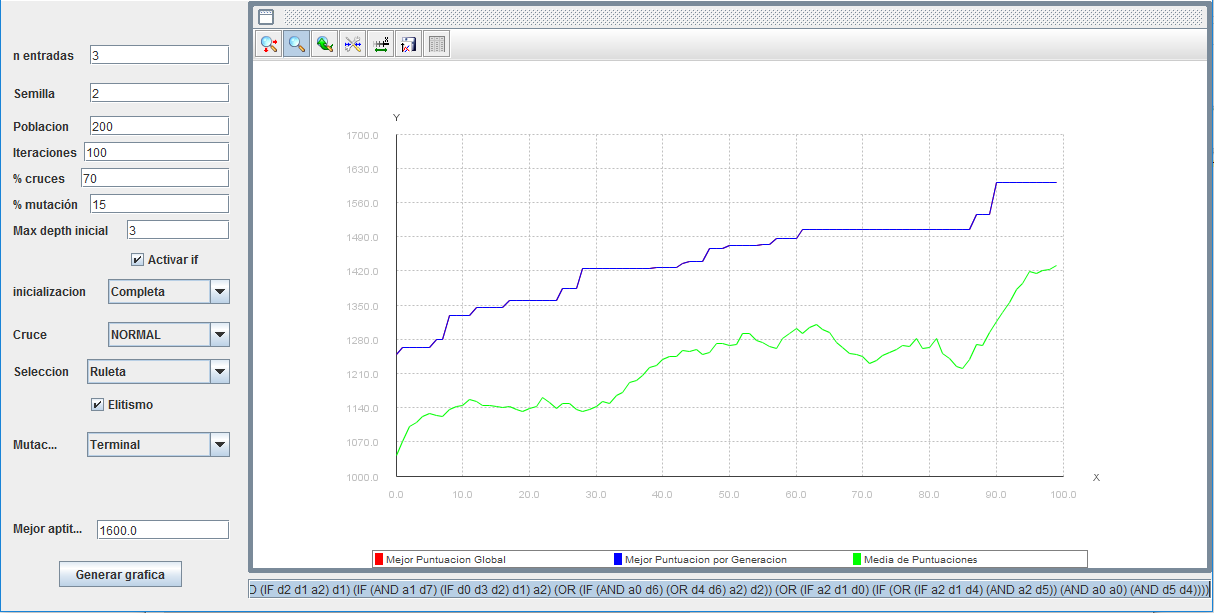 n entradas 3
Semilla 2
Poblacion 200
Iteraciones 100
% cruces 70
% mutación 15
Max depth inicial 3
Activar if
inicializacion Completa
Cruce NORMAL
Seleccion Ruleta
Elitismo
Mutac... Terminal
Mejor aptit... 1600.0
Generar grafica
Y
1700.0
1630.0
1560.0
1490.0
1420.0
1350.0
1280.0
1210.0
1140.0
1070.0
1000.0
X
0.0 10.0 20.0 30.0 40.0 50.0 60.0 70.0 80.0 90.0 100.0
Mejor Puntuacion Global Mejor Puntuacion por Generacion Media de Puntuaciones
(IF d2 d1 a2) d1) (IF (AND a1 d7) (IF d0 d3 d2) d1) a2) (OR (IF (AND a0 d6) (OR d4 d6) a2) d2)) (OR (IF a2 d1 d0) (IF (OR (IF a2 d1 d4) (AND a2 d5)) (AND a0 a0) (AND d5 d4))))